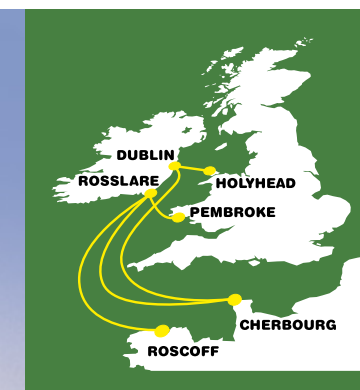 DUBLIN
ROSSLARE
HOLYHEAD
PEMBROKE
CHERBOURG
ROSCOFF